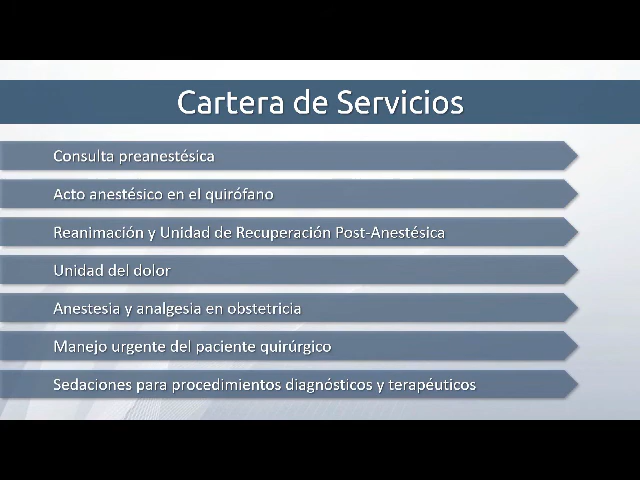 Cartera de Servicios
Consulta preanestésica
Acto anestésico en el quirófano
Reanimación y Unidad de Recuperación Post-Anestésica
Unidad del dolor
Anestesia y analgesia en obstetricia
Manejo urgente del paciente quirúrgico
Sedaciones para procedimientos diagnósticos y terapéuticos